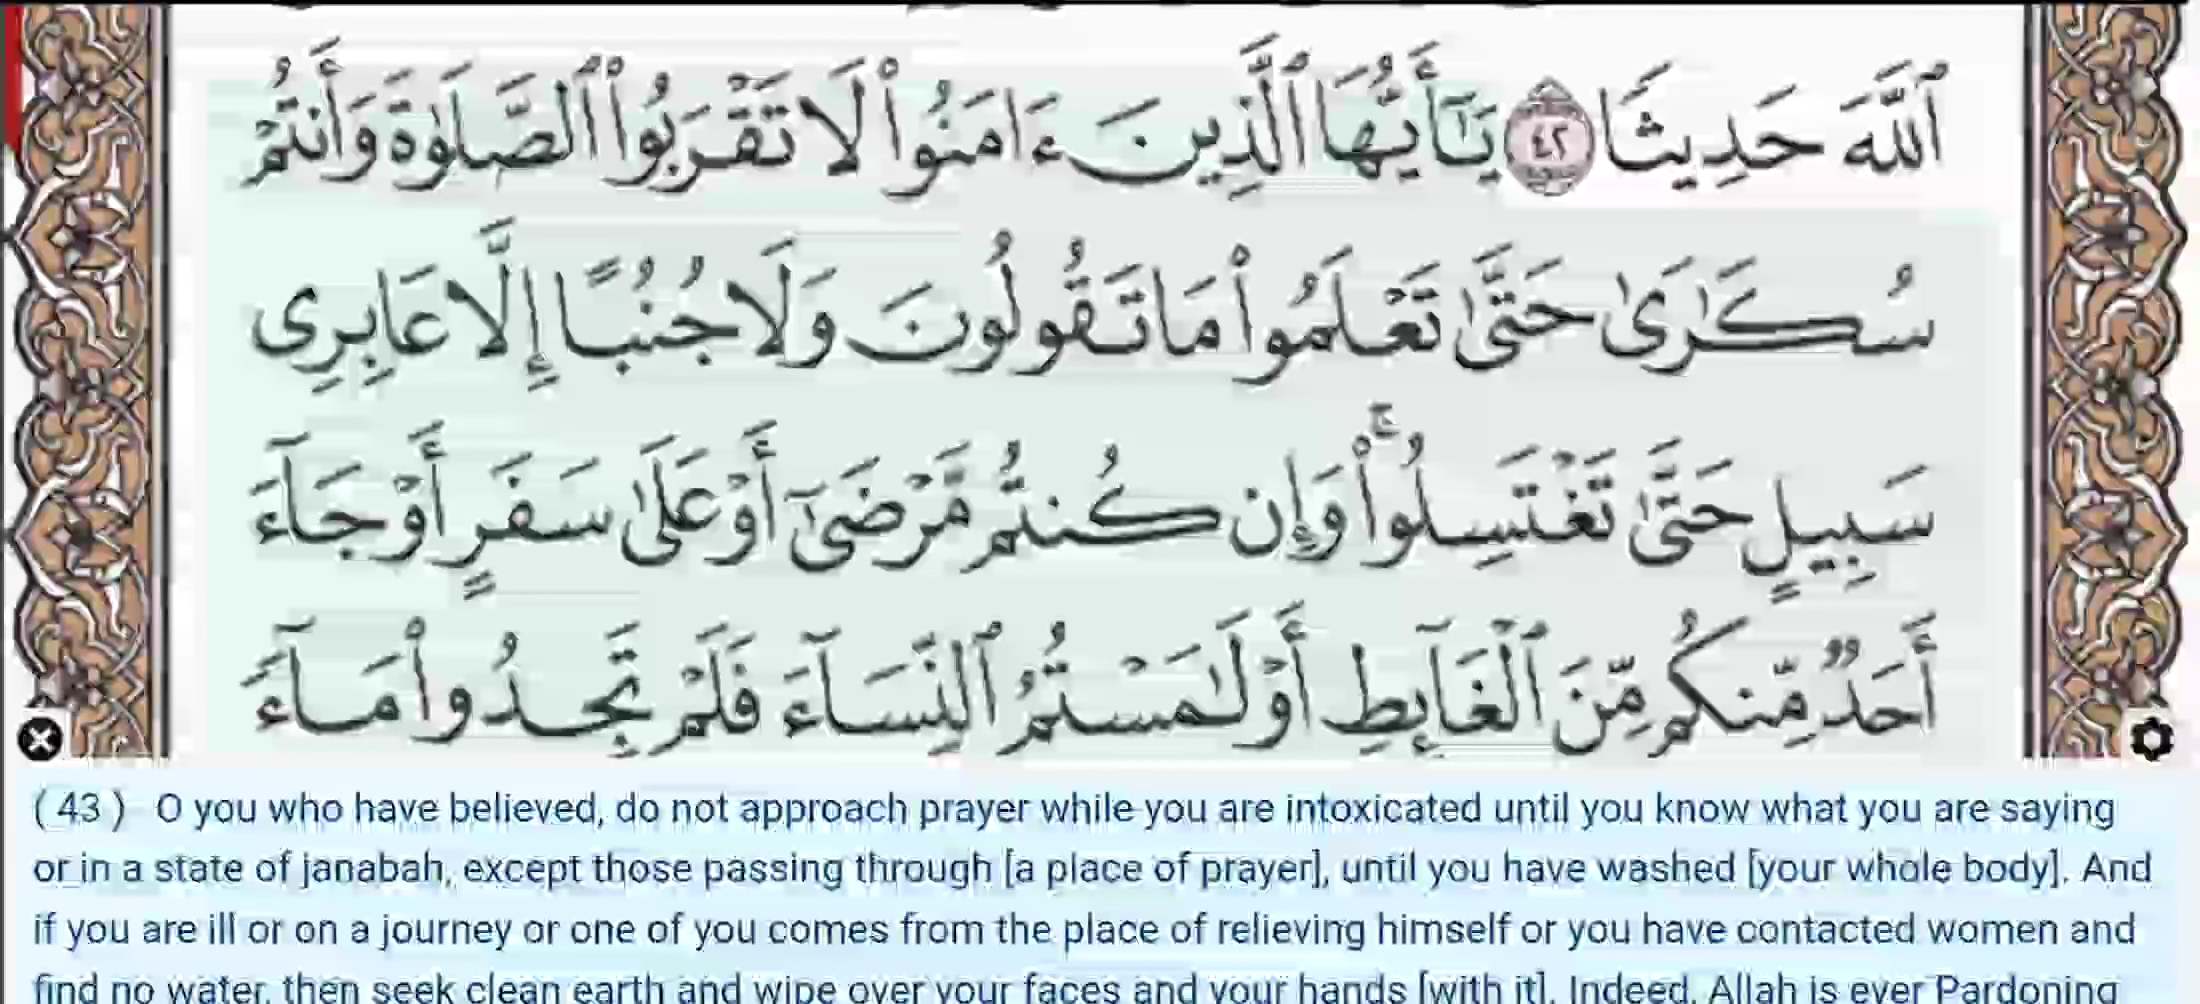 ٱللَّهَ حَدِيثًا ٤٢ يَـٰٓأَيُّهَا ٱلَّذِينَ ءَامَنُوا۟ لَا تَقْرَبُوا۟ ٱلصَّلَوٰةَ وَأَنتُمْ
سُكَـٰرَىٰ حَتَّىٰ تَعْلَمُوا۟ مَا تَقُولُونَ وَلَا جُنُبًا إِلَّا عَابِرِى
سَبِيلٍ حَتَّىٰ تَغْتَسِلُوا۟ ۚ وَإِن كُنتُم مَّرْضَىٰٓ أَوْ عَلَىٰ سَفَرٍ أَوْ جَآءَ
أَحَدٌ مِّنكُم مِّنَ ٱلْغَآئِطِ أَوْ لَـٰمَسْتُمُ ٱلنِّسَآءَ فَلَمْ تَجِدُوا۟ مَآءً
( 43 ) O you who have believed, do not approach prayer while you are intoxicated until you know what you are saying
or in a state of janabah, except those passing through [a place of prayer], until you have washed [your whole body]. And
if you are ill or on a journey or one of you comes from the place of relieving himself or you have contacted women and
find no water, then seek clean earth and wipe over your faces and your hands [with it]. Indeed, Allah is ever Pardoning